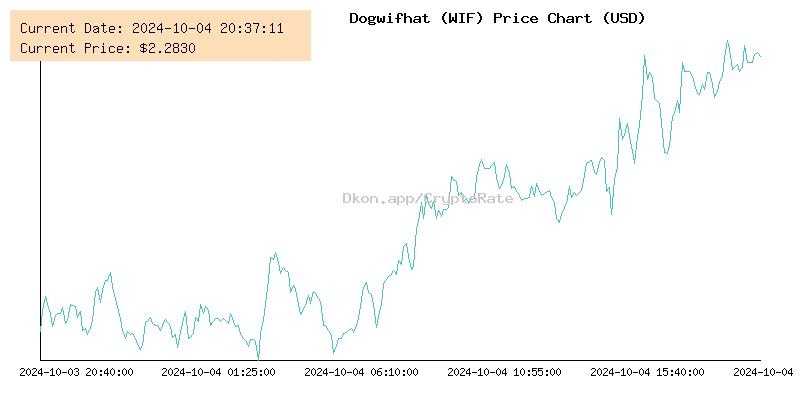 Dogwifhat (WIF) Price Chart (USD)
Current Date: 2024-10-04 20:37:11
Current Price: $2.2830
Dkon.app/CryptoRate
2024-10-03 20:40:00 2024-10-04 01:25:00 2024-10-04 06:10:00 2024-10-04 10:55:00 2024-10-04 15:40:00 2024-10-04